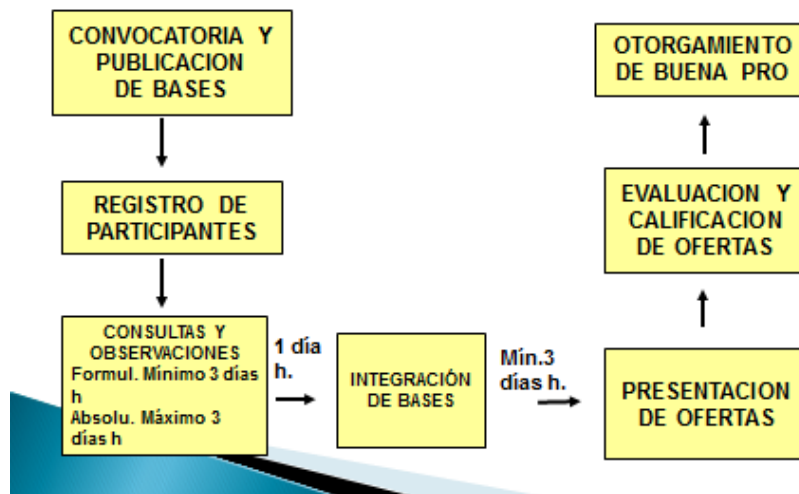 CONVOCATORIA Y
PUBLICACION
DE BASES
REGISTRO DE
PARTICIPANTES
CONSULTAS Y
OBSERVACIONES
Formul. Mínimo 3 días
h
Absolu. Máximo 3
días h
1 día
h.
INTEGRACIÓN
DE BASES
Mín.3
días h.
PRESENTACION
DE OFERTAS
EVALUACION Y
CALIFICACION
DE OFERTAS
OTORGAMIENTO
DE BUENA PRO